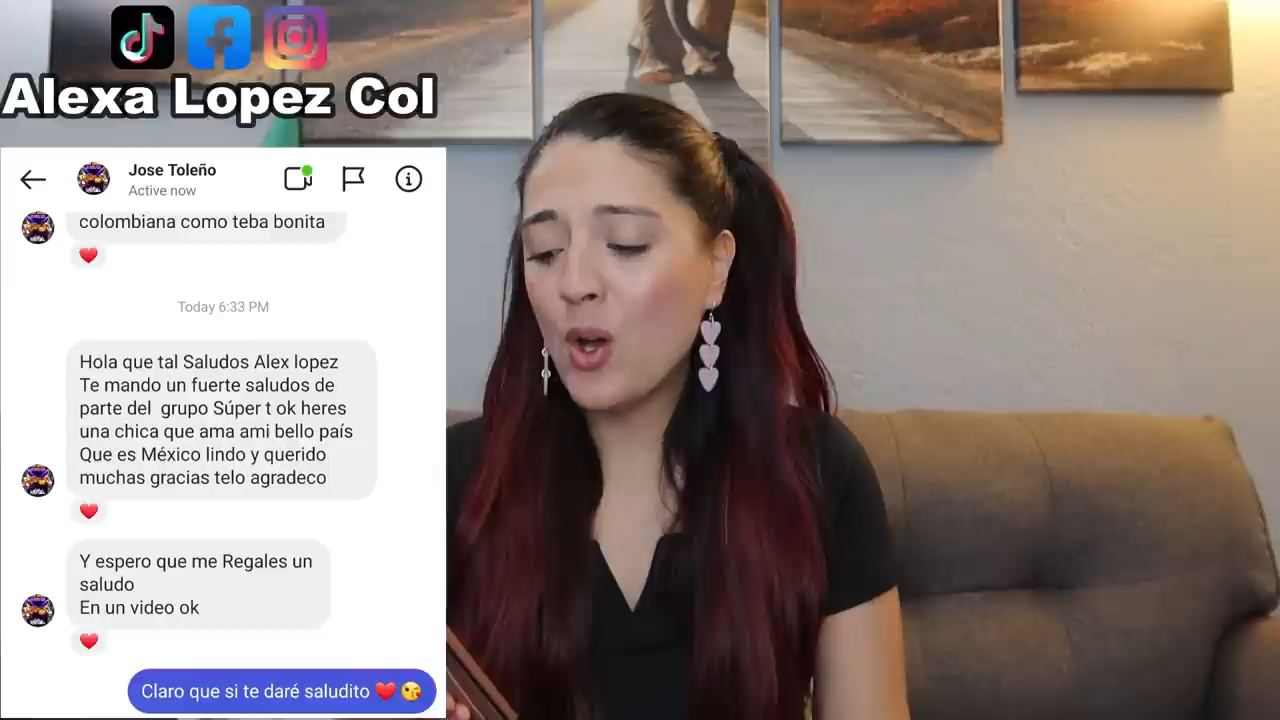 Alexa Lopez Col
Jose Toleño
Active now
colombiana como teba bonita
Today 6:33 PM
Hola que tal Saludos Alex lopez
Te mando un fuerte saludos de
parte del  grupo Súper t ok heres
una chica que ama ami bello país
Que es México lindo y querido
muchas gracias telo agradeco
Y espero que me Regales un
saludo
En un video ok
Claro que si te daré saludito ❤️ 😘